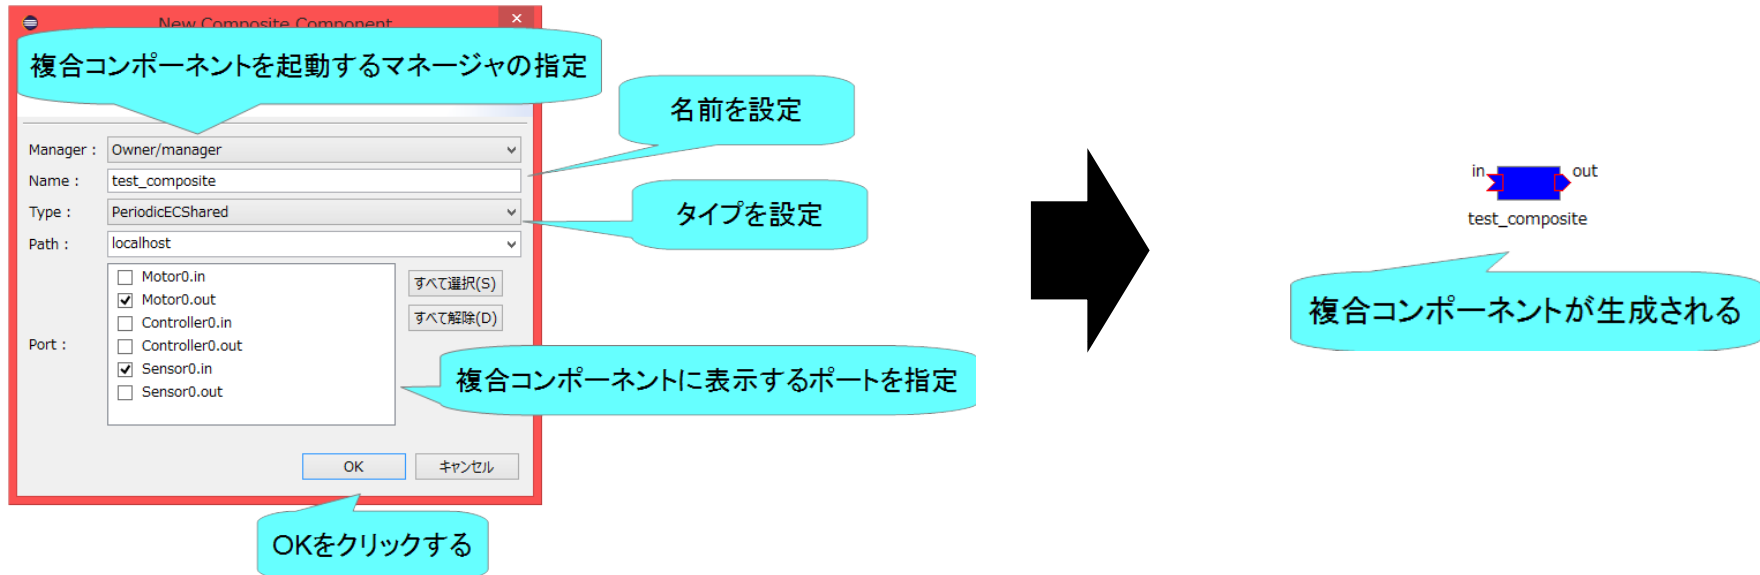 New Composite Component
複合コンポーネントを起動するマネージャの指定
名前を設定
Manager : Owner/manager
Name : test_composite
Type : PeriodicECShared
タイプを設定
Path : localhost
Port :
Motor0.in
Motor0.out
Controller0.in
Controller0.out
Sensor0.in
Sensor0.out
すべて選択(S)
すべて解除(D)
複合コンポーネントに表示するポートを指定
OK キャンセル
OKをクリックする
in out
test_composite
複合コンポーネントが生成される